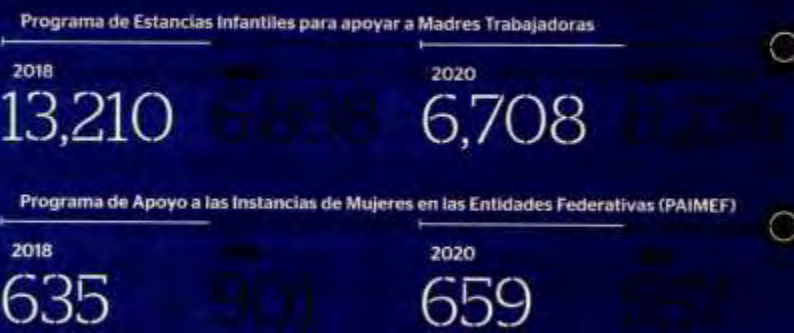 Programa de Estancias Infantiles para apoyar a Madres Trabajadoras
2018 2020
13,210 6,708
Programa de Apoyo a las Instancias de Mujeres en las Entidades Federativas (PAIMEF)
2018 2020
635 901 659